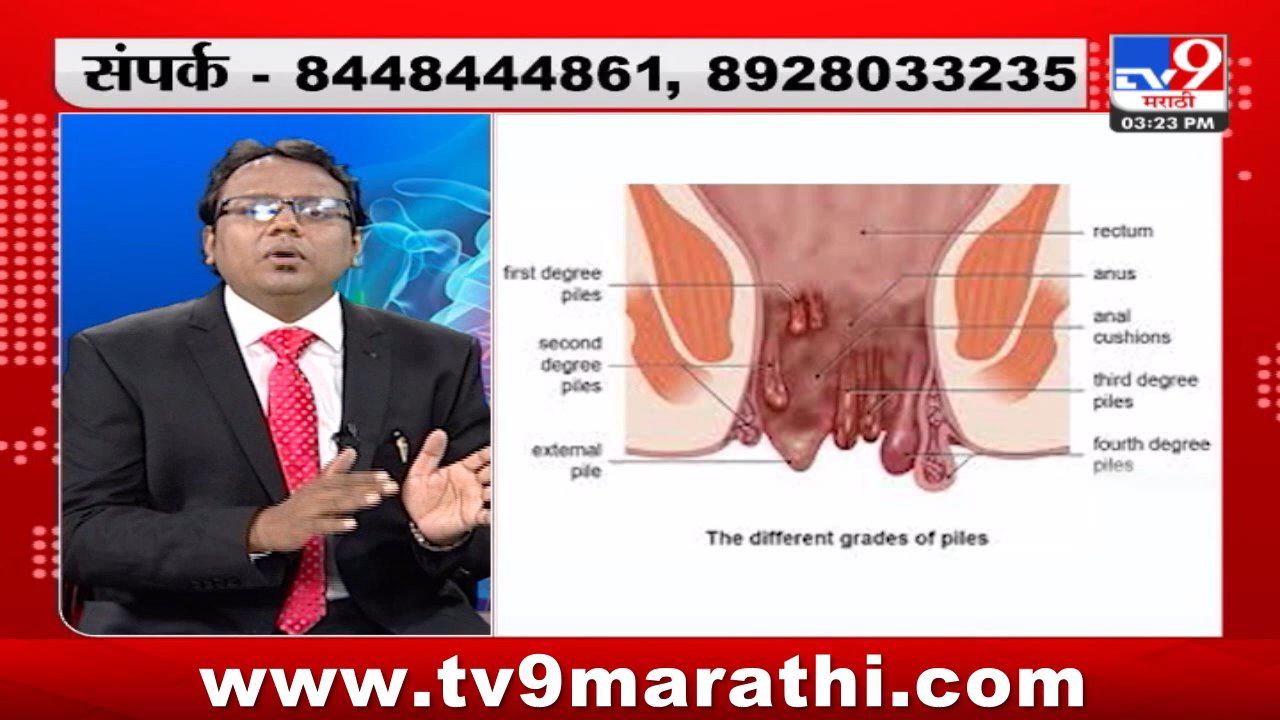 संपर्क - 8448444861, 8928033235
TV9
मराठी
03:23 PM
first degree
piles
second
degree
piles
external
pile
rectum
anus
anal
cushions
third degree
piles
fourth degree
piles
The different grades of piles
www.tv9marathi.com